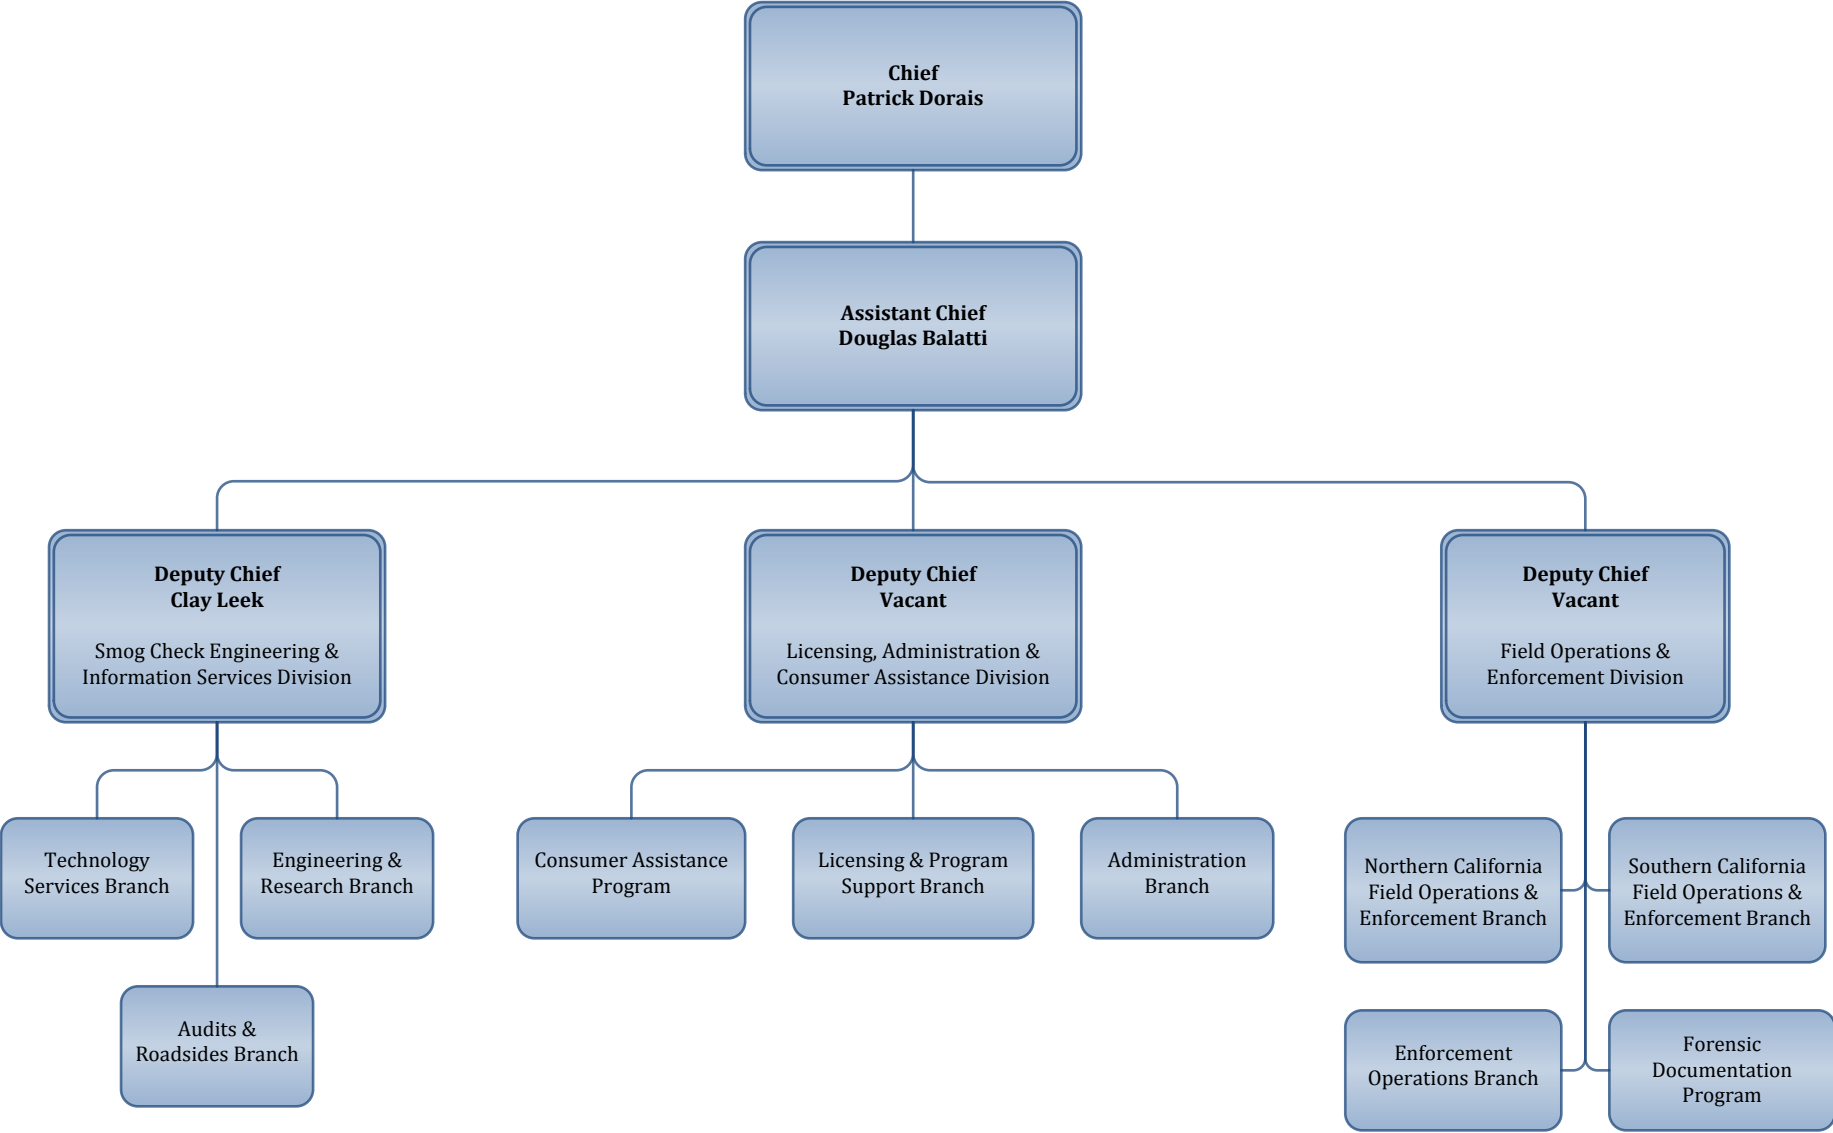 Chief
Patrick Dorais
Assistant Chief
Douglas Balatti
Deputy Chief
Clay Leek
Smog Check Engineering &
Information Services Division
Deputy Chief
Vacant
Licensing, Administration &
Consumer Assistance Division
Deputy Chief
Vacant
Field Operations &
Enforcement Division
Technology
Services Branch
Engineering &
Research Branch
Audits &
Roadsides Branch
Consumer Assistance
Program
Licensing & Program
Support Branch
Administration
Branch
Northern California
Field Operations &
Enforcement Branch
Southern California
Field Operations &
Enforcement Branch
Enforcement
Operations Branch
Forensic
Documentation
Program